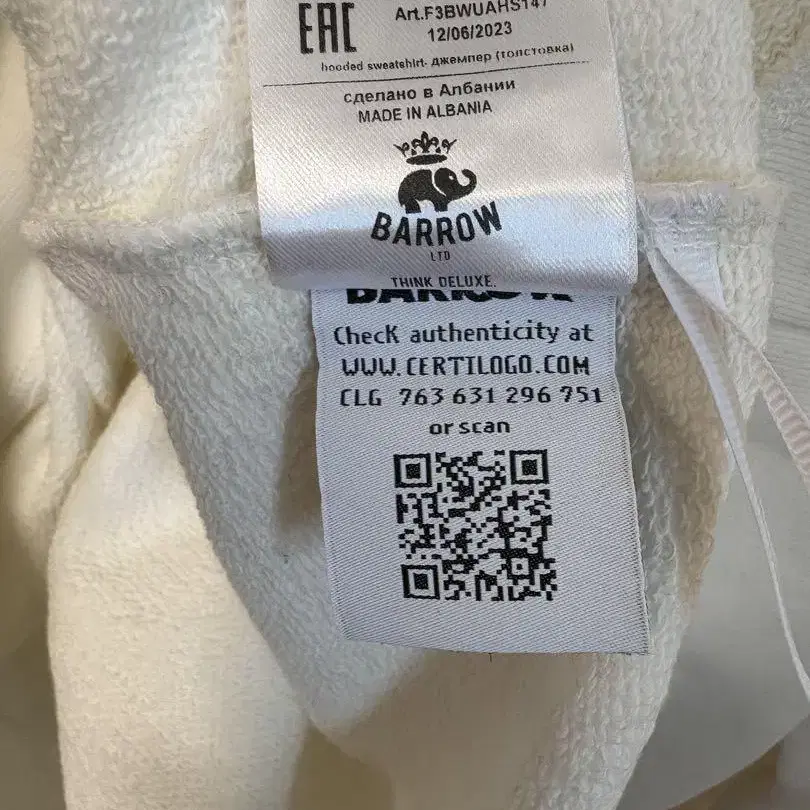 EAC
Art.F3BWUAHS147
12/06/2023
hooded sweatshirt- джемпер (толстовка)
сделано в Албании
MADE IN ALBANIA
BARROW
LTD
THINK DELUXE.
BARROW
Check authenticity at
WWW.CERTILOGO.COM
CLG 763 631 296 751
or scan